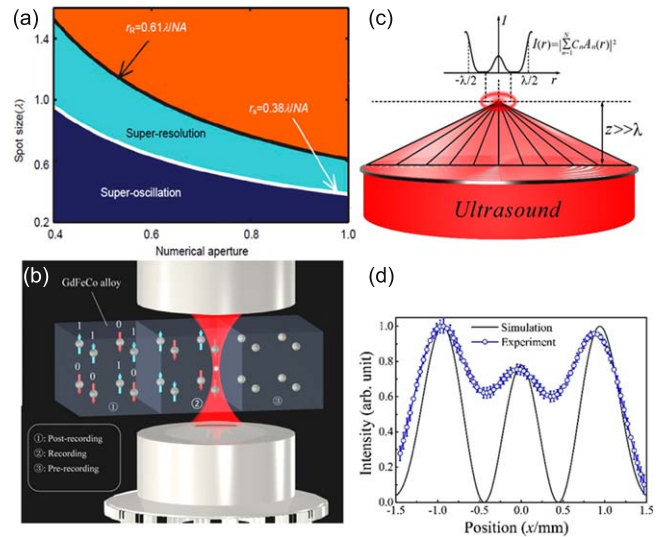 (a)
1.4
1.0
0.6
0.2
Spot size(λ)
r_R=0.61λ/NA
Super-resolution
r_s=0.38λ/NA
Super-oscillation
0.4
0.6
0.8
1.0
Numerical aperture
(c)
I
I(r)=|∑_{n=1}^{N} C_n A_n(r)|²
-λ/2
λ/2
r
z>>λ
Ultrasound
(b)
GdFeCo alloy
1
1
0
1
0
0
1
0
①
②
③
①: Post-recording
②: Recording
③: Pre-recording
(d)
Simulation
Experiment
Intensity (arb. unit)
1.0
0.8
0.6
0.4
0.2
0.0
-1.5
-1.0
-0.5
0.0
0.5
1.0
1.5
Position (x/mm)